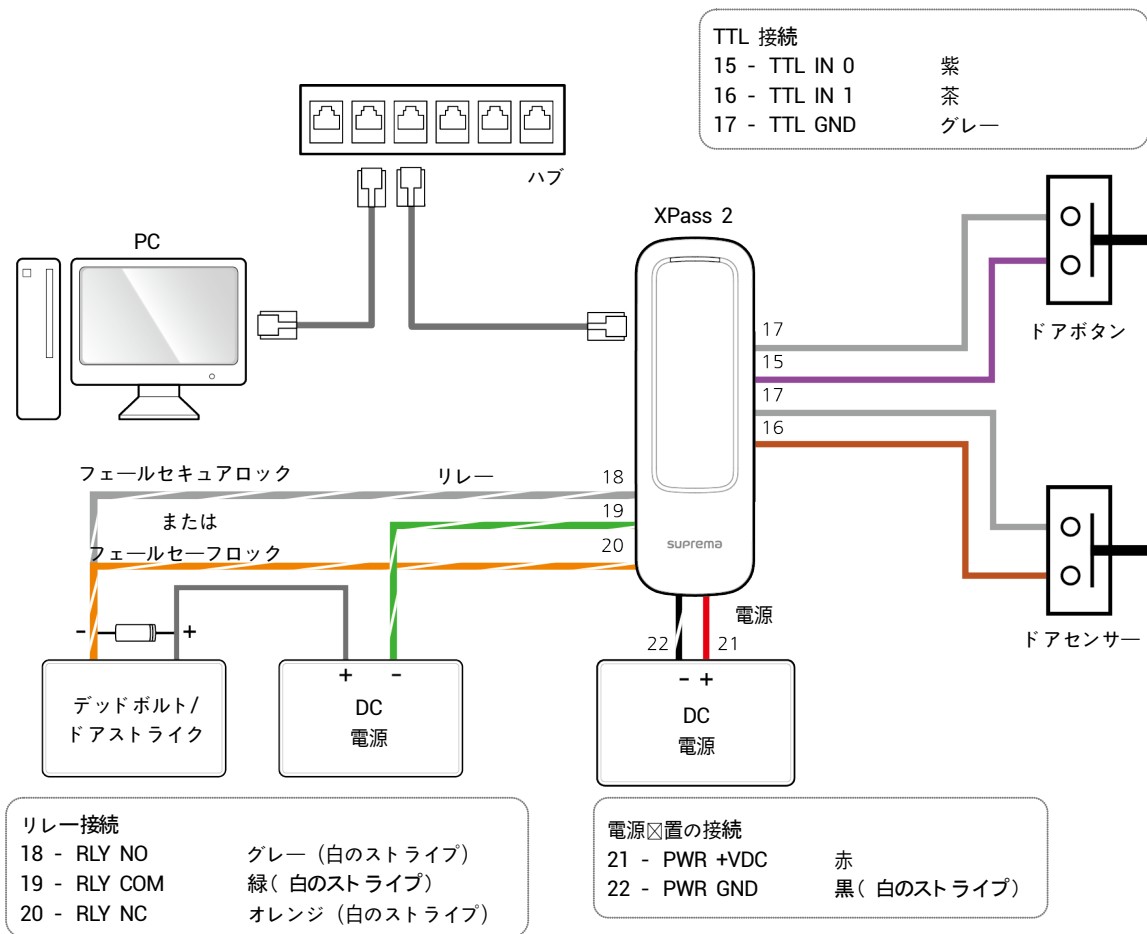 TTL 接続
15 - TTL IN 0 紫
16 - TTL IN 1 茶
17 - TTL GND グレー
ハブ
XPass 2
PC
17
ドアボタン
15
17
16
フェールセキュアロック
リレー
18
または
19
フェールセーフロック
20
suprema
ドアセンサー
電源
22
21
- +
+ -
- +
デッドボルト/
ドアストライク
DC
電源
DC
電源
リレー接続
18 - RLY NO グレー (白のストライプ)
19 - RLY COM 緑( 白のストライプ)
20 - RLY NC オレンジ (白のストライプ)
電源☒置の接続
21 - PWR +VDC 赤
22 - PWR GND 黒( 白のストライプ)